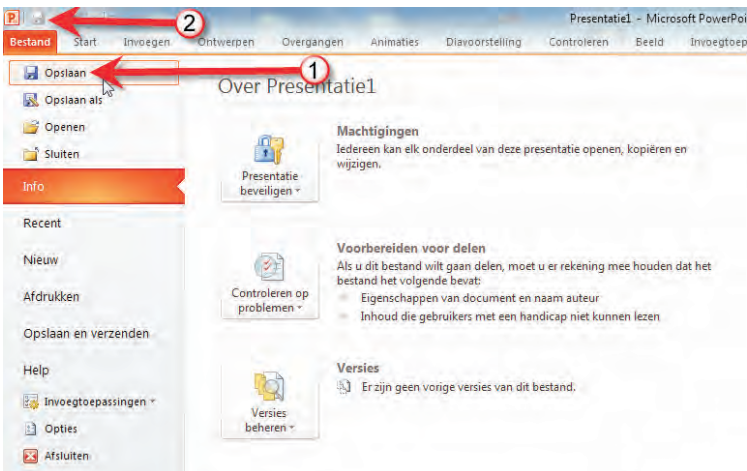 2
Presentatie1 - Microsoft PowerPoi
Bestand Start Invoegen Ontwerpen Overgangen Animaties Diavoorstelling Controleren Beeld Invoegtoep
1
Opslaan
Opslaan als
Openen
Sluiten
Info
Recent
Nieuw
Afdrukken
Opslaan en verzenden
Help
Invoegtoepassingen
Opties
Afsluiten
Over Presentatie1
Presentatie
beveiligen
Machtigingen
Iedereen kan elk onderdeel van deze presentatie openen, kopiëren en
wijzigen.
Controleren op
problemen
Voorbereiden voor delen
Als u dit bestand wilt gaan delen, moet u er rekening mee houden dat het
bestand het volgende bevat:
Eigenschappen van document en naam auteur
Inhoud die gebruikers met een handicap niet kunnen lezen
Versies
beheren
Versies
Er zijn geen vorige versies van dit bestand.